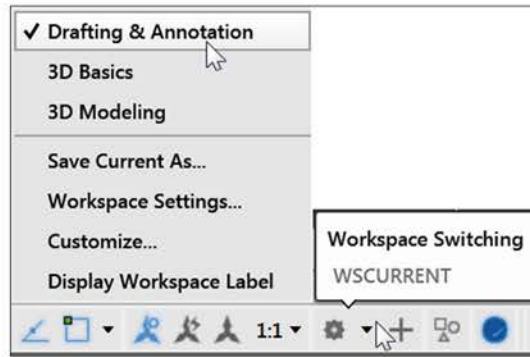 ✓ Drafting & Annotation
3D Basics
3D Modeling
Save Current As...
Workspace Settings...
Customize...
Display Workspace Label
Workspace Switching
WSCURRENT
1:1